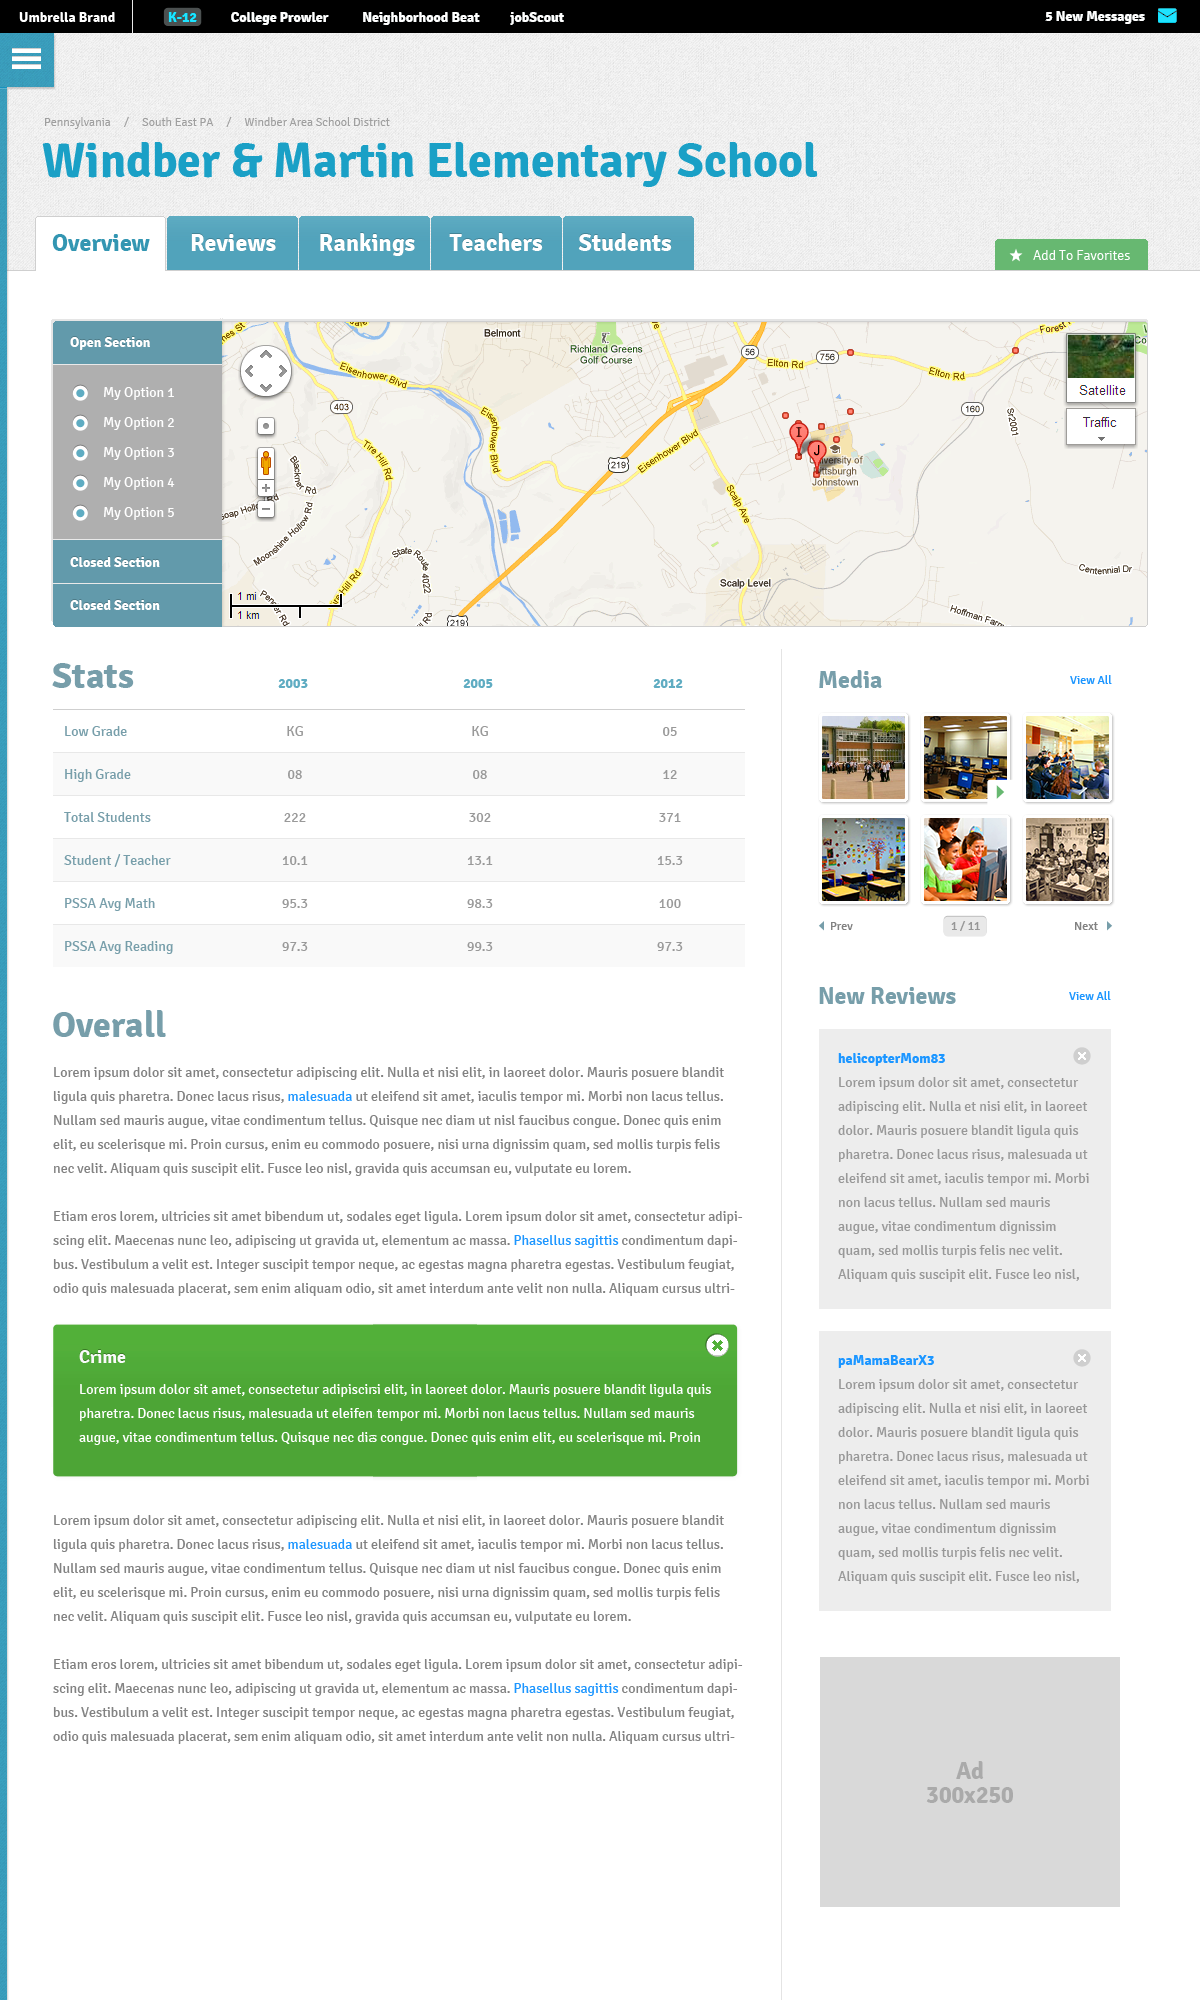 Umbrella Brand
K-12
College Prowler
Neighborhood Beat
jobScout
5 New Messages
Pennsylvania / South East PA / Windber Area School District
Windber & Martin Elementary School
Overview
Reviews
Rankings
Teachers
Students
Add To Favorites
Open Section
My Option 1
My Option 2
My Option 3
My Option 4
My Option 5
Closed Section
Closed Section
Belmont
Richland Greens
Golf Course
Eisenhower Blvd
Eisenhower Blvd
Eisenhower Blvd
403
Tire Hill Rd
219
56
756
Elton Rd
Elton Rd
160
Sr2001
Forest
Satellite
Traffic
I
J
Johnstown
Scalp Ave
Moonshine Hollow Rd
State Route 4022
Scalp Level
Centennial Dr
Hoffman Farm
219
1 mi
1 km
Stats 2003 2005 2012
Low Grade KG KG 05
High Grade 08 08 12
Total Students 222 302 371
Student / Teacher 10.1 13.1 15.3
PSSA Avg Math 95.3 98.3 100
PSSA Avg Reading 97.3 99.3 97.3
Overall
Lorem ipsum dolor sit amet, consectetur adipiscing elit. Nulla et nisi elit, in laoreet dolor. Mauris posuere blandit
ligula quis pharetra. Donec lacus risus, malesuada ut eleifend sit amet, iaculis tempor mi. Morbi non lacus tellus.
Nullam sed mauris augue, vitae condimentum tellus. Quisque nec diam ut nisl faucibus congue. Donec quis enim
elit, eu scelerisque mi. Proin cursus, enim eu commodo posuere, nisi urna dignissim quam, sed mollis turpis felis
nec velit. Aliquam quis suscipit elit. Fusce leo nisl, gravida quis accumsan eu, vulputate eu lorem.
Etiam eros lorem, ultricies sit amet bibendum ut, sodales eget ligula. Lorem ipsum dolor sit amet, consectetur adipi-
scing elit. Maecenas nunc leo, adipiscing ut gravida ut, elementum ac massa. Phasellus sagittis condimentum dapi-
bus. Vestibulum a velit est. Integer suscipit tempor neque, ac egestas magna pharetra egestas. Vestibulum feugiat,
odio quis malesuada placerat, sem enim aliquam odio, sit amet interdum ante velit non nulla. Aliquam cursus ultri-
Crime
Lorem ipsum dolor sit amet, consectetur adipiscirsi elit, in laoreet dolor. Mauris posuere blandit ligula quis
pharetra. Donec lacus risus, malesuada ut eleifen tempor mi. Morbi non lacus tellus. Nullam sed mauris
augue, vitae condimentum tellus. Quisque nec congue. Donec quis enim elit, eu scelerisque mi. Proin
Lorem ipsum dolor sit amet, consectetur adipiscing elit. Nulla et nisi elit, in laoreet dolor. Mauris posuere blandit
ligula quis pharetra. Donec lacus risus, malesuada ut eleifend sit amet, iaculis tempor mi. Morbi non lacus tellus.
Nullam sed mauris augue, vitae condimentum tellus. Quisque nec diam ut nisl faucibus congue. Donec quis enim
elit, eu scelerisque mi. Proin cursus, enim eu commodo posuere, nisi urna dignissim quam, sed mollis turpis felis
nec velit. Aliquam quis suscipit elit. Fusce leo nisl, gravida quis accumsan eu, vulputate eu lorem.
Etiam eros lorem, ultricies sit amet bibendum ut, sodales eget ligula. Lorem ipsum dolor sit amet, consectetur adipi-
scing elit. Maecenas nunc leo, adipiscing ut gravida ut, elementum ac massa. Phasellus sagittis condimentum dapi-
bus. Vestibulum a velit est. Integer suscipit tempor neque, ac egestas magna pharetra egestas. Vestibulum feugiat,
odio quis malesuada placerat, sem enim aliquam odio, sit amet interdum ante velit non nulla. Aliquam cursus ultri-
Media
View All
Prev
1 / 11
Next
New Reviews
View All
helicopterMom83
Lorem ipsum dolor sit amet, consectetur
adipiscing elit. Nulla et nisi elit, in laoreet
dolor. Mauris posuere blandit ligula quis
pharetra. Donec lacus risus, malesuada ut
eleifend sit amet, iaculis tempor mi. Morbi
non lacus tellus. Nullam sed mauris
augue, vitae condimentum dignissim
quam, sed mollis turpis felis nec velit.
Aliquam quis suscipit elit. Fusce leo nisl,
paMamaBearX3
Lorem ipsum dolor sit amet, consectetur
adipiscing elit. Nulla et nisi elit, in laoreet
dolor. Mauris posuere blandit ligula quis
pharetra. Donec lacus risus, malesuada ut
eleifend sit amet, iaculis tempor mi. Morbi
non lacus tellus. Nullam sed mauris
augue, vitae condimentum dignissim
quam, sed mollis turpis felis nec velit.
Aliquam quis suscipit elit. Fusce leo nisl,
Ad
300x250